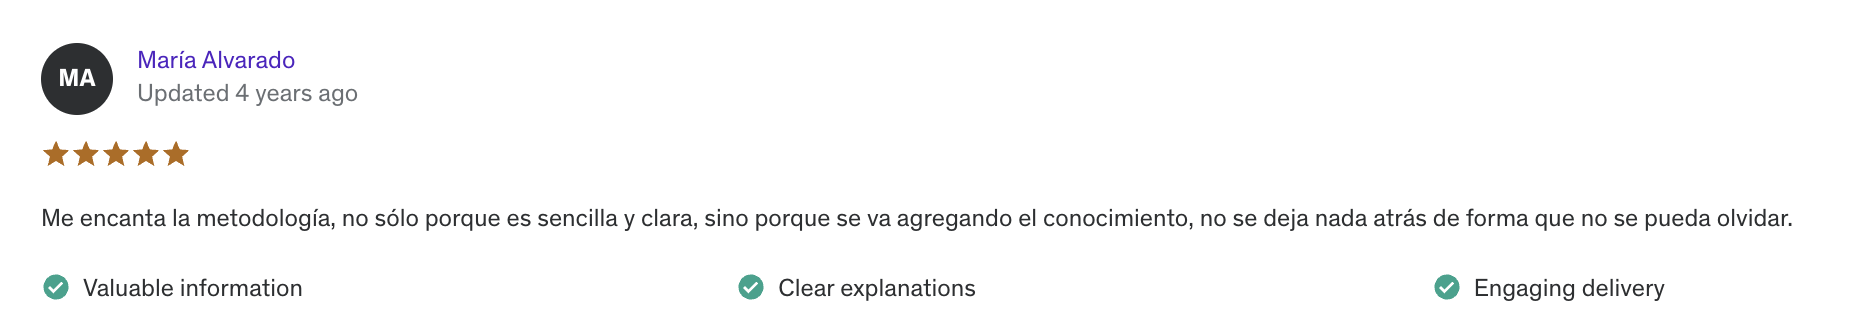 MA
María Alvarado
Updated 4 years ago
Me encanta la metodología, no sólo porque es sencilla y clara, sino porque se va agregando el conocimiento, no se deja nada atrás de forma que no se pueda olvidar.
Valuable information
Clear explanations
Engaging delivery